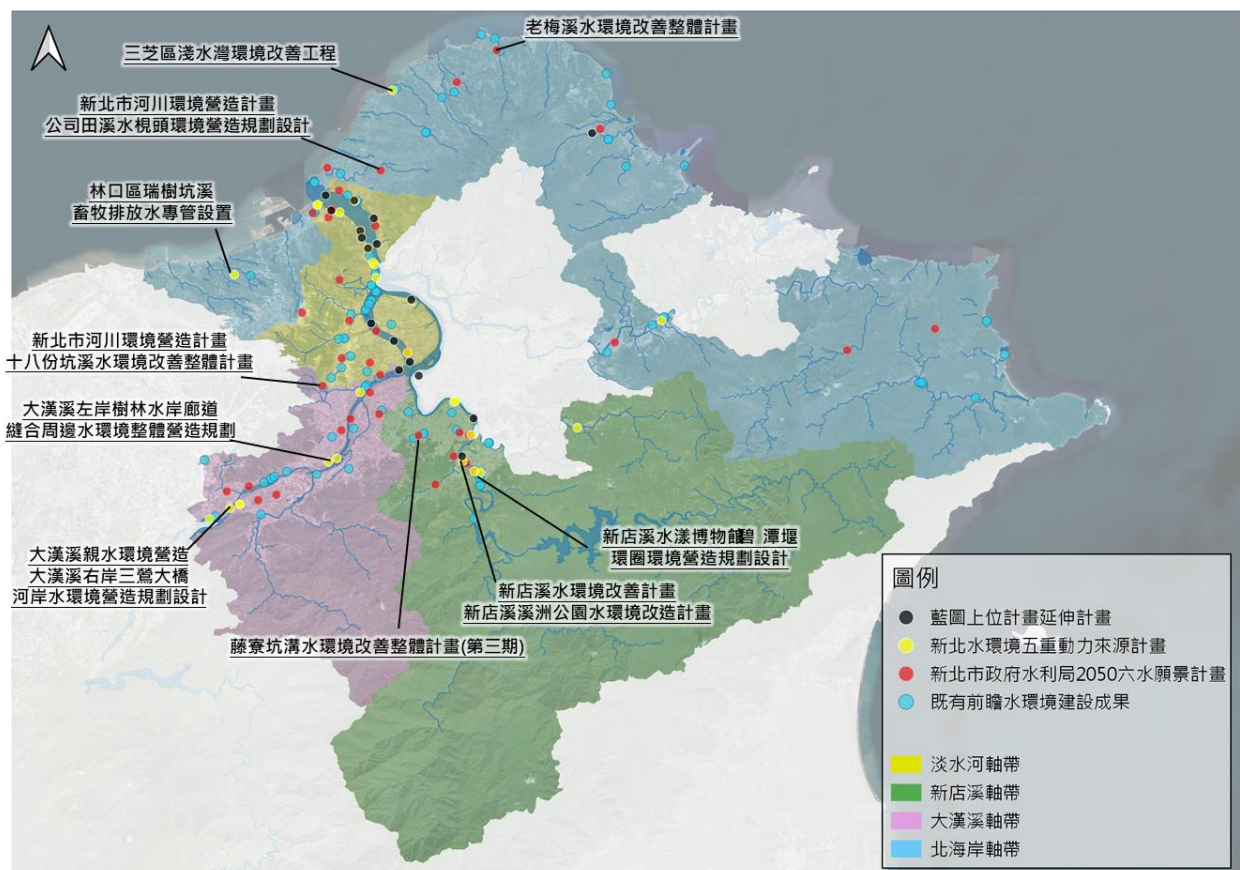 老梅溪水環境改善整體計畫
三芝區淺水灣環境改善工程
新北市河川環境營造計畫
公司田溪水梘頭環境營造規劃設計
林口區瑞樹坑溪
畜牧排放水專管設置
新北市河川環境營造計畫
十八份坑溪水環境改善整體計畫
大漢溪左岸樹林水岸廊道
縫合周邊水環境整體營造規劃
大漢溪親水環境營造
大漢溪右岸三鶯大橋
河岸水環境營造規劃設計
新店溪水漾博物館碧潭堰
環圈環境營造規劃設計
新店溪水環境改善計畫
新店溪溪洲公園水環境改造計畫
藤寮坑溝水環境改善整體計畫(第三期)
圖例
藍圖上位計畫延伸計畫
新北水環境五重動力來源計畫
新北市政府水利局2050六水願景計畫
既有前瞻水環境建設成果
淡水河軸帶
新店溪軸帶
大漢溪軸帶
北海岸軸帶